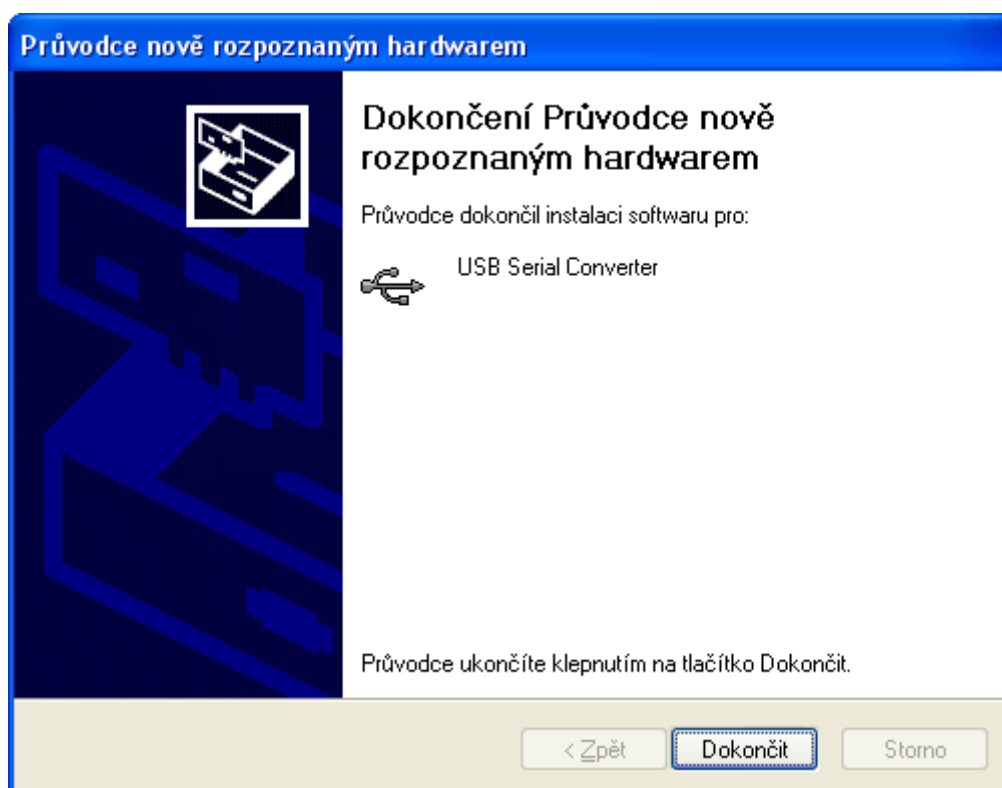 Průvodce nově rozpoznaným hardwarem
Dokončení Průvodce nově
rozpoznaným hardwarem
Průvodce dokončil instalaci softwaru pro:
USB Serial Converter
Průvodce ukončíte klepnutím na tlačítko Dokončit.
< Zpět
Dokončit
Storno